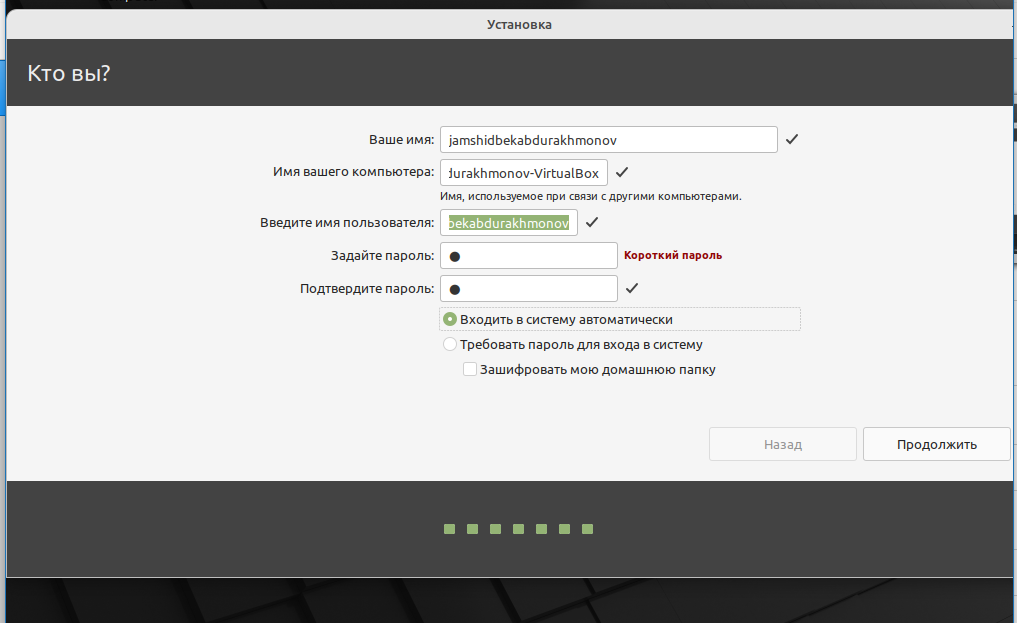 Установка
Кто вы?
Ваше имя: jamshidbekabdurakhmonov
Имя вашего компьютера: durakhmonov-VirtualBox
Имя, используемое при связи с другими компьютерами.
Введите имя пользователя: bekabdurakhmonov
Задайте пароль: ● Короткий пароль
Подтвердите пароль: ●
Входить в систему автоматически
Требовать пароль для входа в систему
Зашифровать мою домашнюю папку
Назад Продолжить